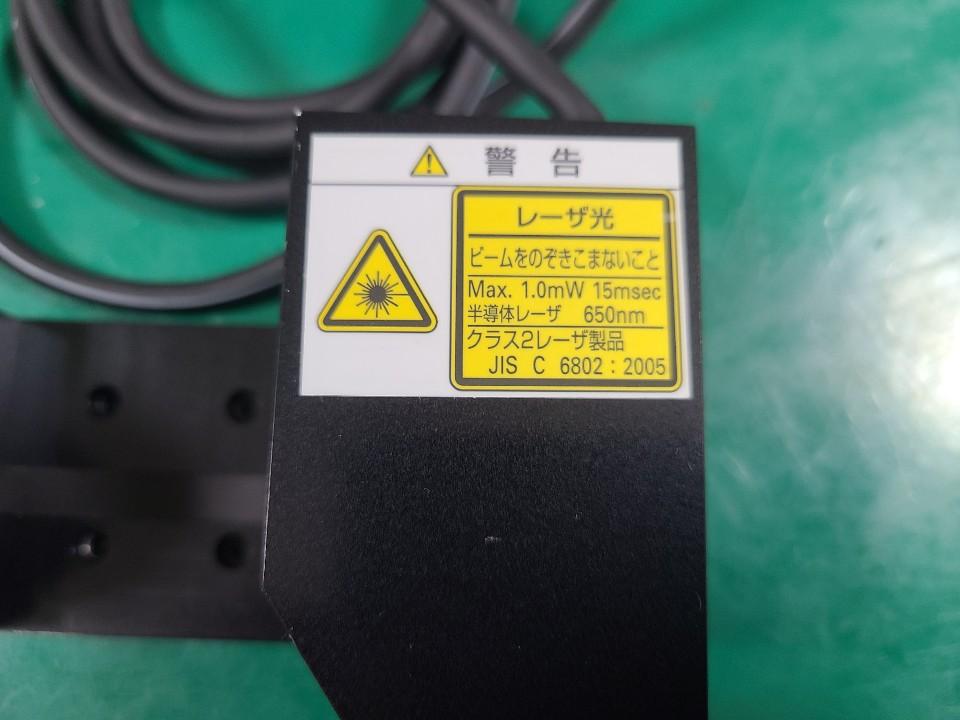 警告
レーザ光
ビームをのぞきこまないこと
Max. 1.0mW 15msec
半導体レーザ 650nm
クラス2レーザ製品
JIS C 6802:2005